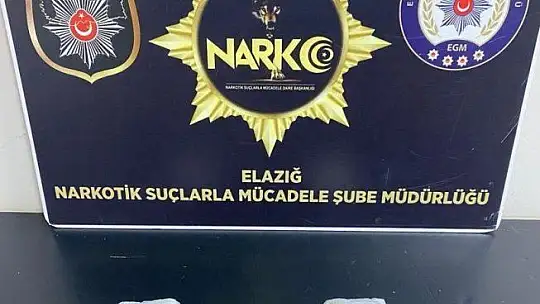 NARKO
NARKOTİK SUÇLARLA MÜCADELE DAİRE BAŞKANLIĞI
EGM
ELAZIĞ
NARKOTİK SUÇLARLA MÜCADELE ŞUBE MÜDÜRLÜĞÜ